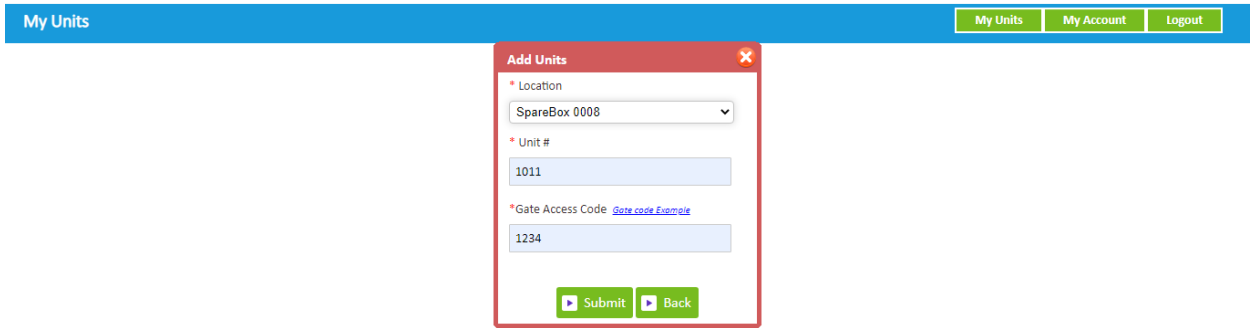 My Units
My Units My Account Logout
Add Units
* Location
SpareBox 0008
* Unit #
1011
*Gate Access Code Gate code Example
1234
Submit Back